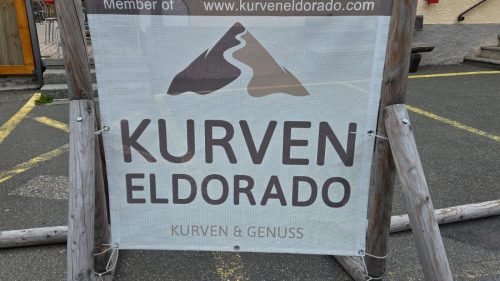 Member of www.kurveneldorado.com
KURVEN
ELDORADO
KURVEN & GENUSS